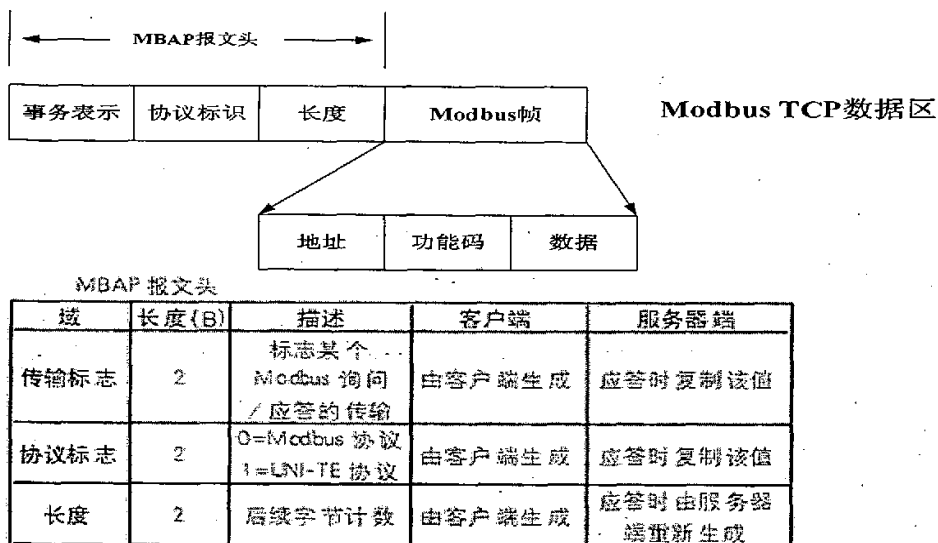 MBAP报文头
事务表示 协议标识 长度 Modbus帧 Modbus TCP数据区
地址 功能码 数据
MBAP 报文头
域 长度(B) 描述 客户端 服务器端
标志某个
传输标志 2 Modbus 询问 由客户端生成 应答时复制该值
/应答的传输
协议标志 2 0=Modbus 协议 由客户端生成 应答时复制该值
1=UNI-TE 协议
长度 2 后续字节计数 由客户端生成 应答时由服务器
端重新生成